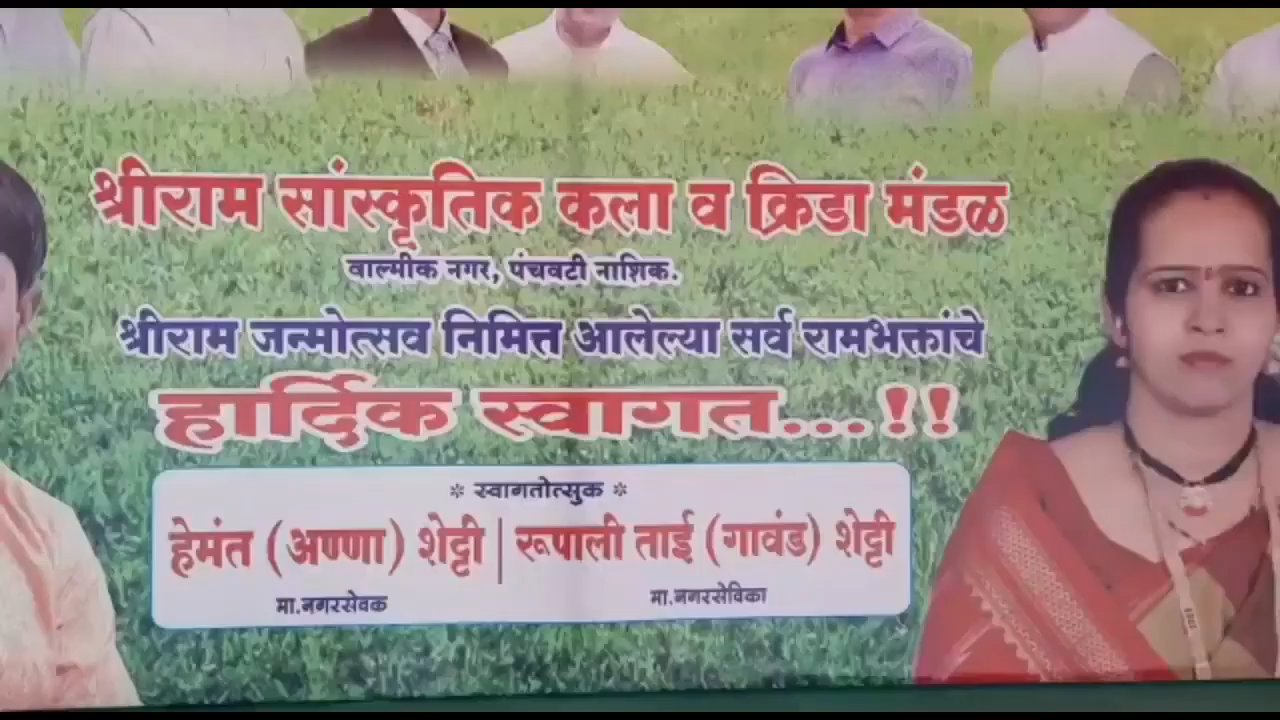 श्रीराम सांस्कृतिक कला व क्रिडा मंडळ
वाल्मीक नगर, पंचवटी नाशिक.
श्रीराम जन्मोत्सव निमित्त आलेल्या सर्व रामभक्तांचे
हार्दिक स्वागत...!!
* स्वागतोत्सुक *
हेमंत (अण्णा) शेट्टी | रूपाली ताई (गावंड) शेट्टी
मा.नगरसेवक मा.नगरसेविका